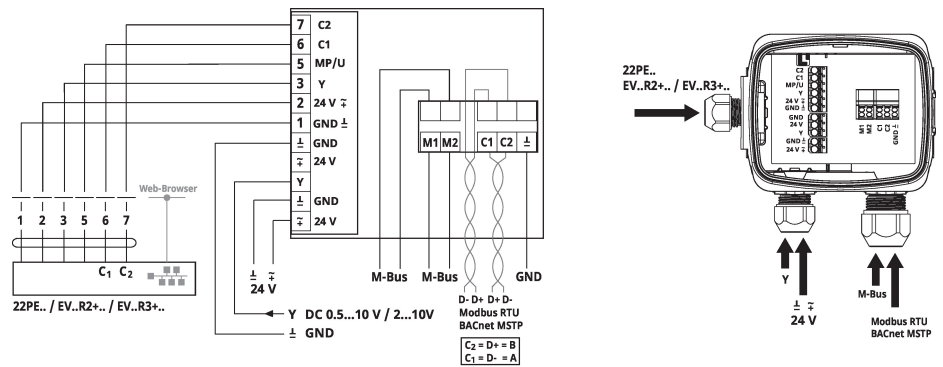 7 C2
6 C1
5 MP/U
3 Y
2 24 V ⩱
1 GND ⊥
⊥ GND
⩱ 24 V
Y
⊥ GND
⩱ 24 V
M1 M2 C1 C2 ⊥
Web-Browser
1 2 3 5 6 7
C1 C2
22PE.. / EV..R2+.. / EV..R3+..
⊥ ⩱
24 V
M-Bus M-Bus GND
D- D+ D+ D-
Modbus RTU
BACnet MSTP
C2 = D+ = B
C1 = D- = A
Y DC 0.5...10 V / 2...10V
⊥ GND
22PE..
EV..R2+.. / EV..R3+..
C2
C1
MP/U
Y
24 V ⩱
GND ⊥
GND
24 V
Y
GND ⊥
24 V ⩱
M1 M2 C1 C2 GND ⊥
Y
⊥ ⩱
24 V
M-Bus
Modbus RTU
BACnet MSTP